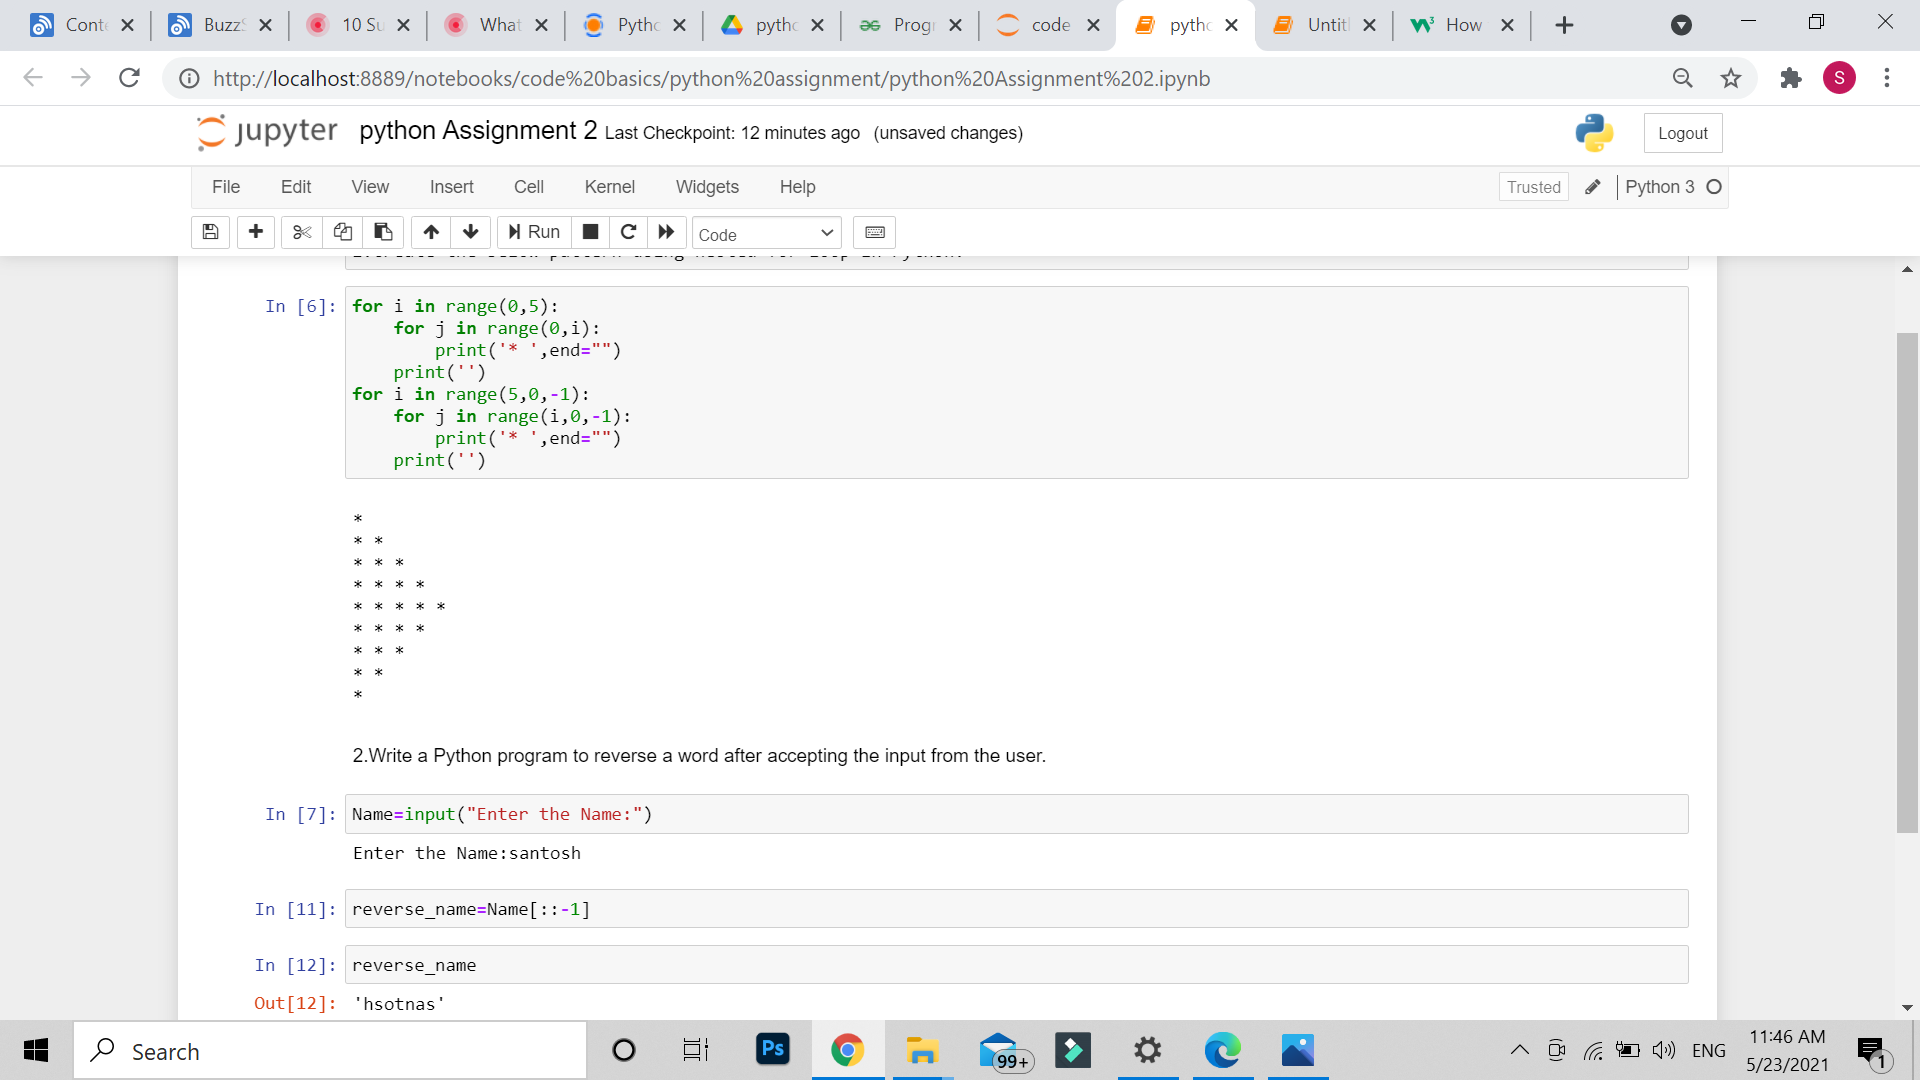 Cont
Buzz
10 Su
What
Pytho
pytho
Prog
code
pytho
Untit
How
http://localhost:8889/notebooks/code%20basics/python%20assignment/python%20Assignment%202.ipynb
S
jupyter python Assignment 2 Last Checkpoint: 12 minutes ago (unsaved changes)
Logout
File Edit View Insert Cell Kernel Widgets Help
Trusted Python 3
Run Code
In [6]: for i in range(0,5):
    for j in range(0,i):
        print('* ',end="")
    print('')
for i in range(5,0,-1):
    for j in range(i,0,-1):
        print('* ',end="")
    print('')
*
* *
* * *
* * * *
* * * * *
* * * *
* * *
* *
*
2.Write a Python program to reverse a word after accepting the input from the user.
In [7]: Name=input("Enter the Name:")
Enter the Name:santosh
In [11]: reverse_name=Name[::-1]
In [12]: reverse_name
Out[12]: 'hsotnas'
Search
Ps
99+
ENG
11:46 AM
5/23/2021
1